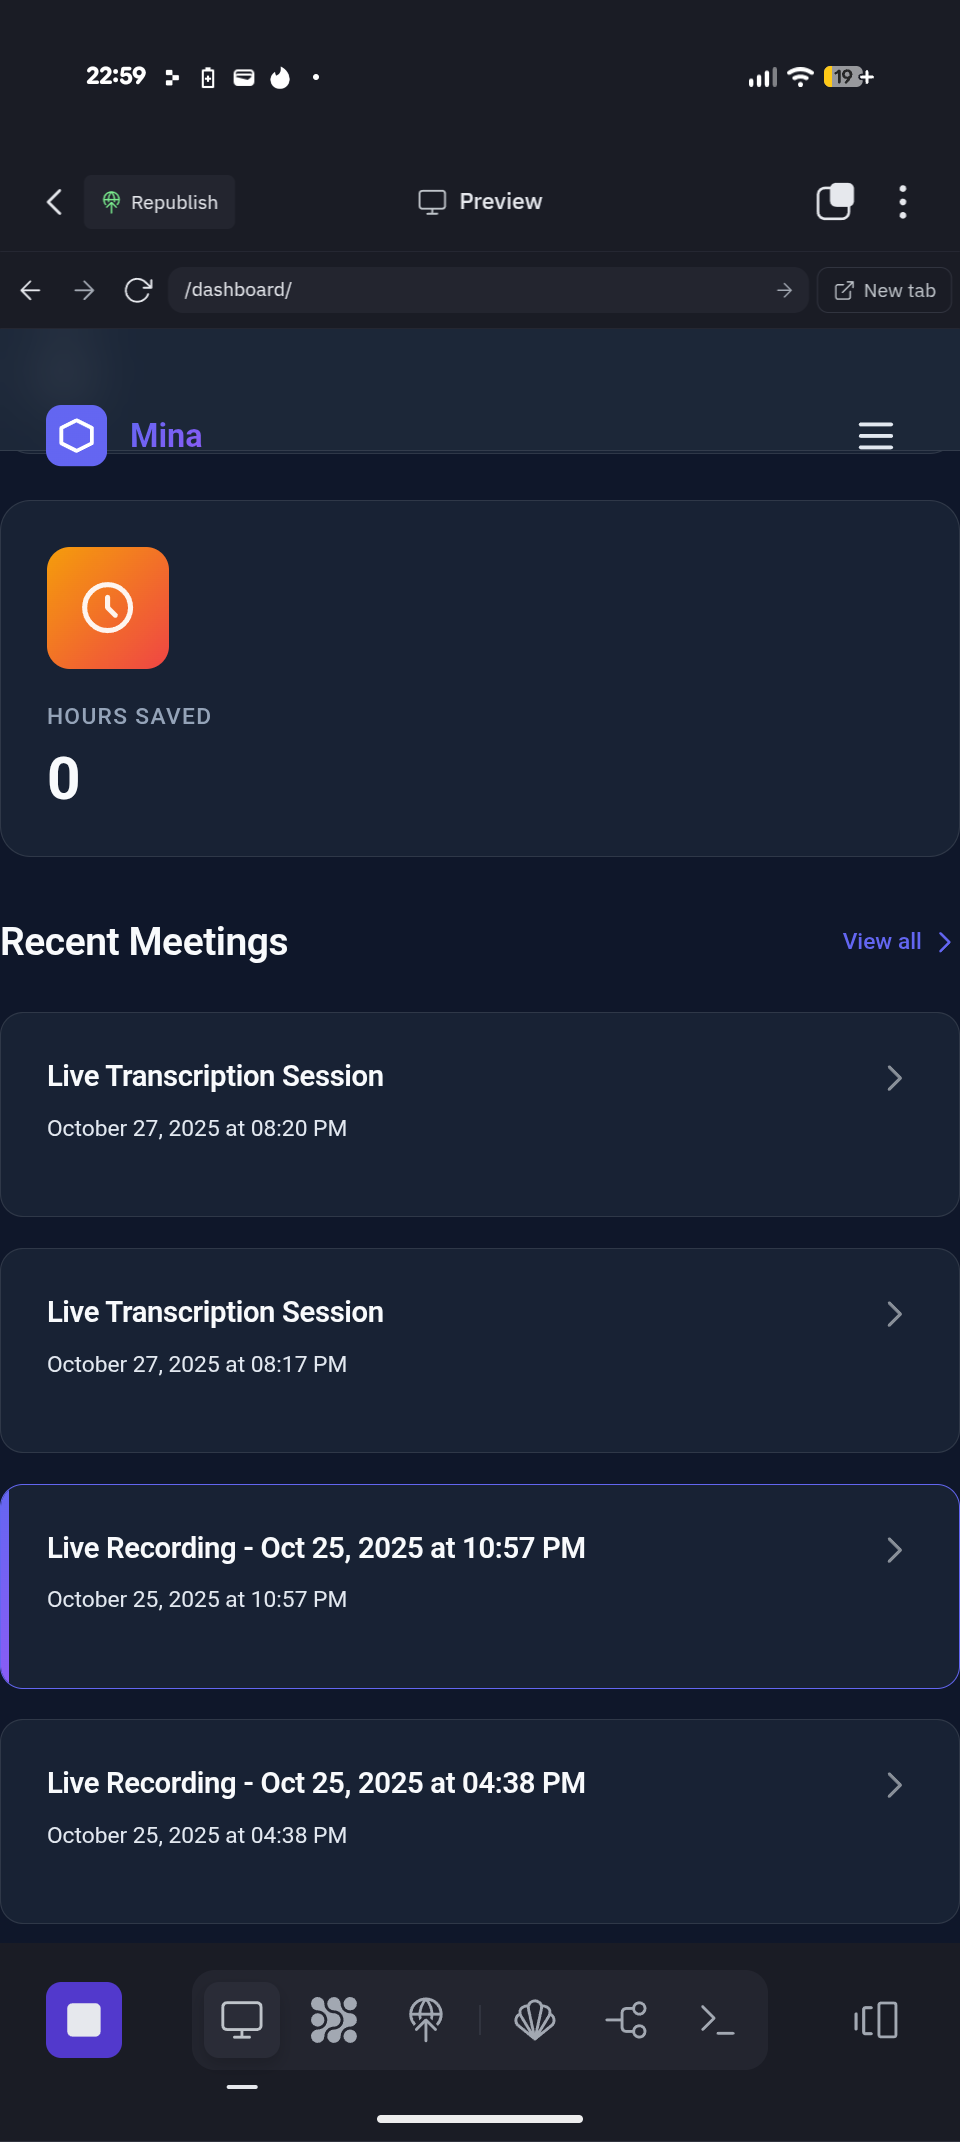 22:59
19+
Republish
Preview
/dashboard/
New tab
Mina
HOURS SAVED
0
Recent Meetings
View all
Live Transcription Session
October 27, 2025 at 08:20 PM
Live Transcription Session
October 27, 2025 at 08:17 PM
Live Recording - Oct 25, 2025 at 10:57 PM
October 25, 2025 at 10:57 PM
Live Recording - Oct 25, 2025 at 04:38 PM
October 25, 2025 at 04:38 PM